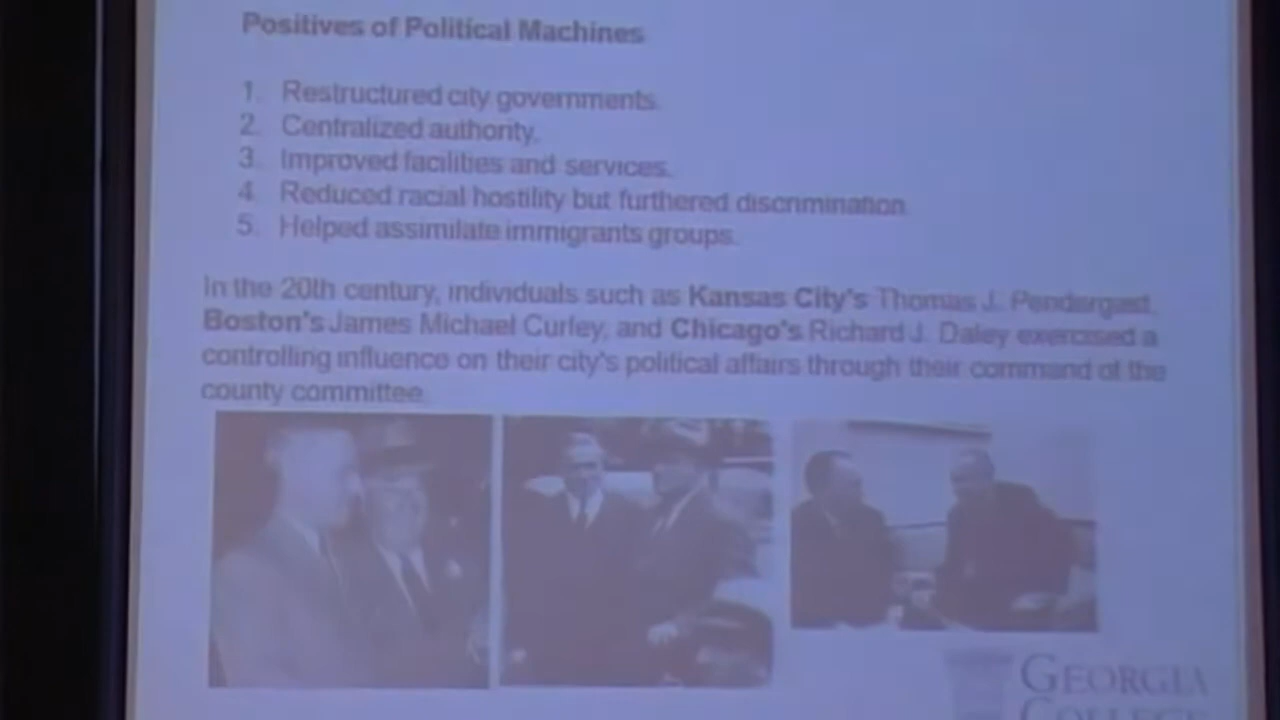 Positives of Political Machines
1. Restructured city governments.
2. Centralized authority.
3. Improved facilities and services.
4. Reduced racial hostility but furthered discrimination.
5. Helped assimilate immigrants groups.
In the 20th century, individuals such as Kansas City's Thomas J. Pendergast,
Boston's James Michael Curley, and Chicago's Richard J. Daley exercised a
controlling influence on their city's political affairs through their command of the
county committee.
GEORGIA
COLLEGE